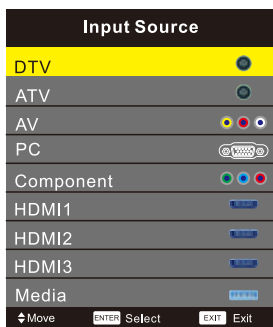 Input Source
DTV
ATV
AV
PC
Component
HDMI1
HDMI2
HDMI3
Media
Move ENTER Select EXIT Exit